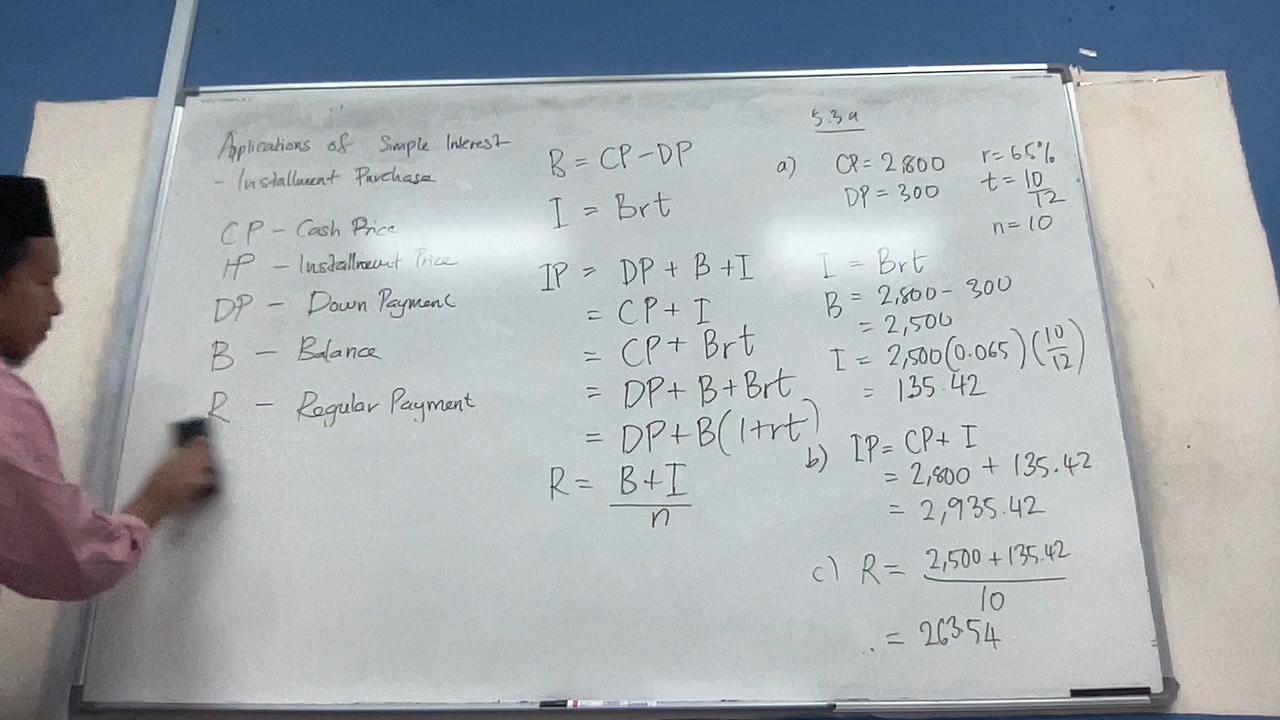 Applications of Simple Interest
- Installment Purchase
CP - Cash Price
IP - Installment Price
DP - Down Payment
B - Balance
R - Regular Payment
B = CP - DP
I = Brt
IP = DP + B + I
= CP + I
= CP + Brt
= DP + B + Brt
= DP + B(1+rt)
R = B + I
n
5.3a
a) CP = 2,800 r = 6.5%
DP = 300 t = 10/12
n = 10
I = Brt
B = 2,800 - 300
= 2,500
I = 2,500(0.065)(10/12)
= 135.42
b) IP = CP + I
= 2,800 + 135.42
= 2,935.42
c) R = 2,500 + 135.42
10
= 263.54